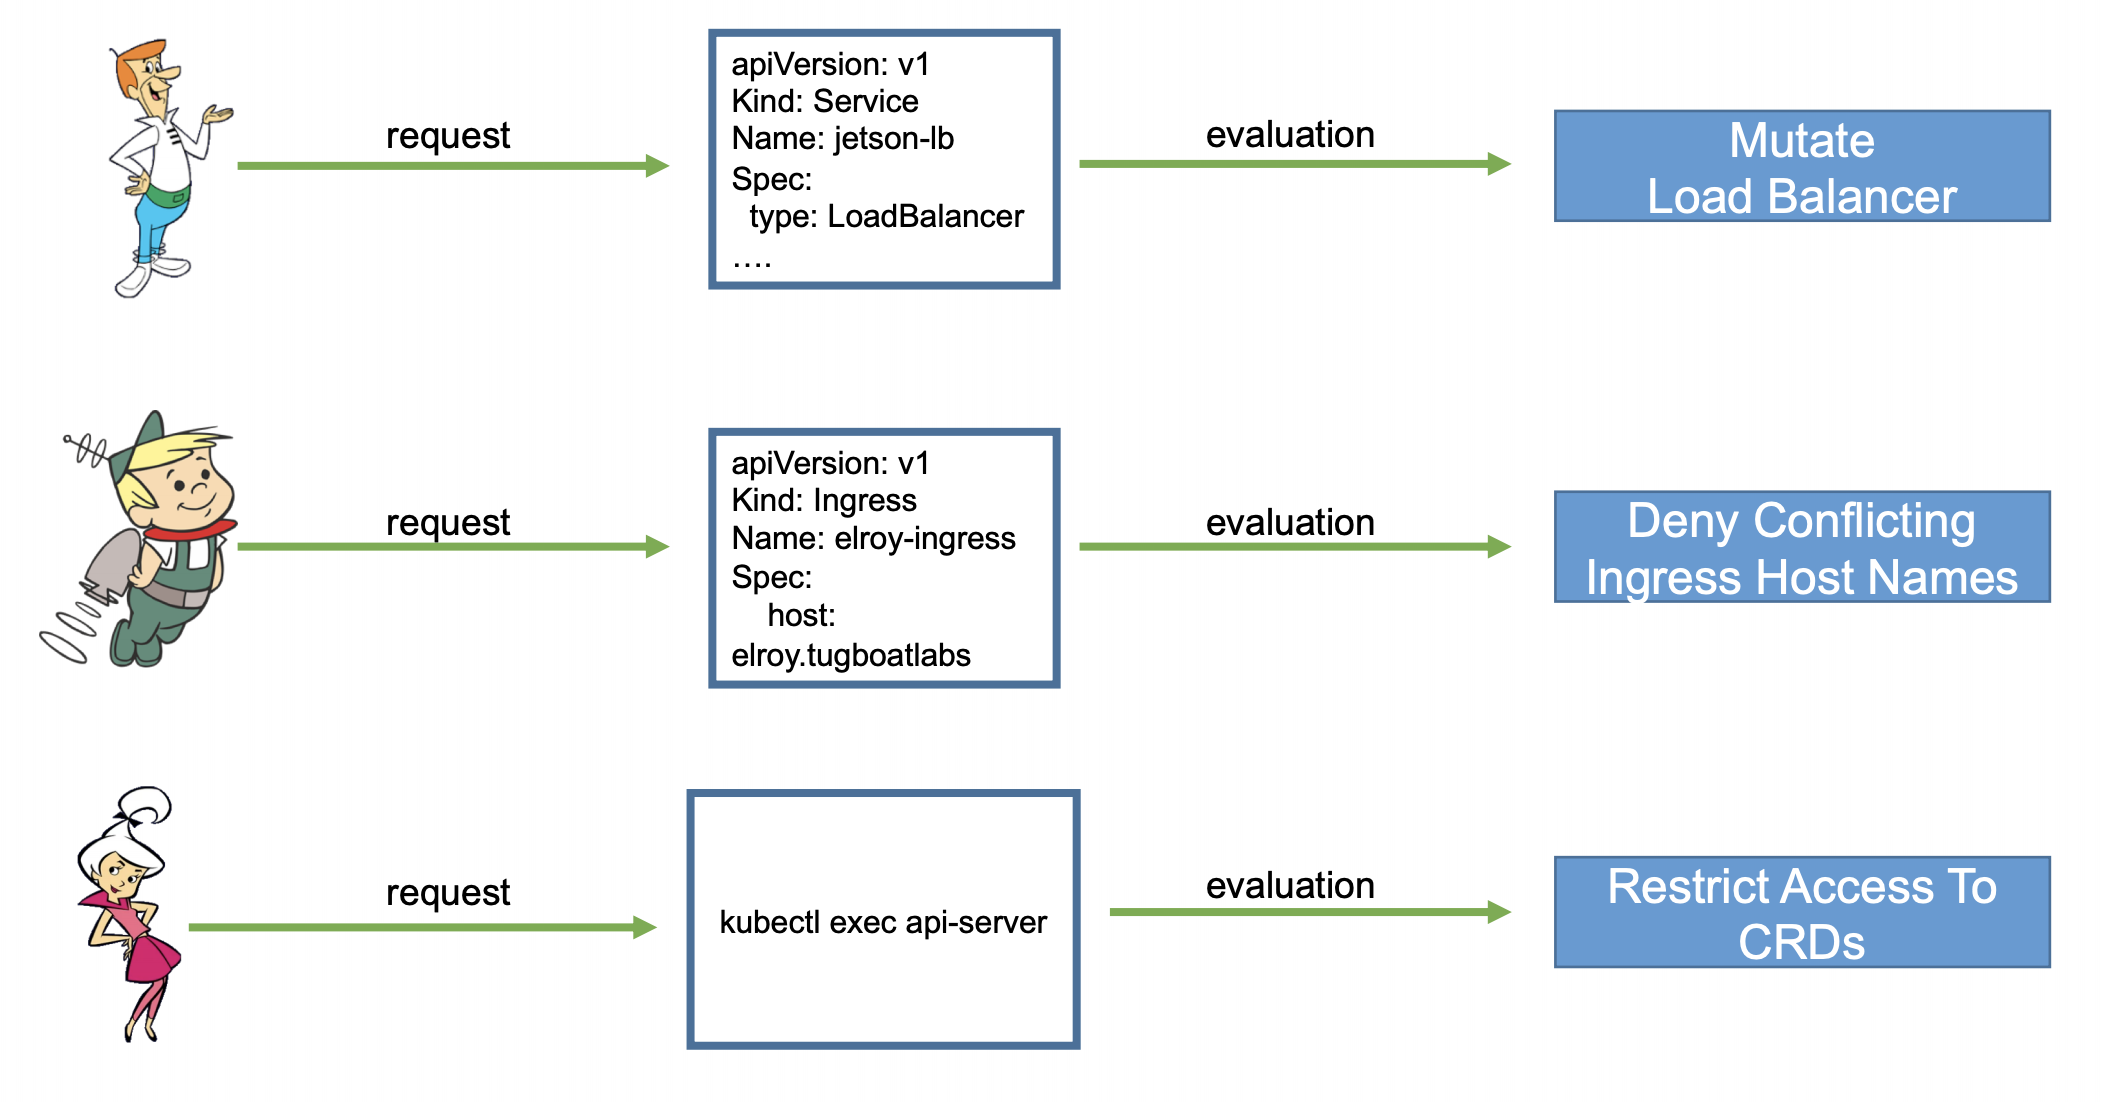 request
apiVersion: v1
Kind: Service
Name: jetson-lb
Spec:
type: LoadBalancer
....
evaluation
Mutate
Load Balancer
request
apiVersion: v1
Kind: Ingress
Name: elroy-ingress
Spec:
host:
elroy.tugboatlabs
evaluation
Deny Conflicting
Ingress Host Names
request
kubectl exec api-server
evaluation
Restrict Access To
CRDs